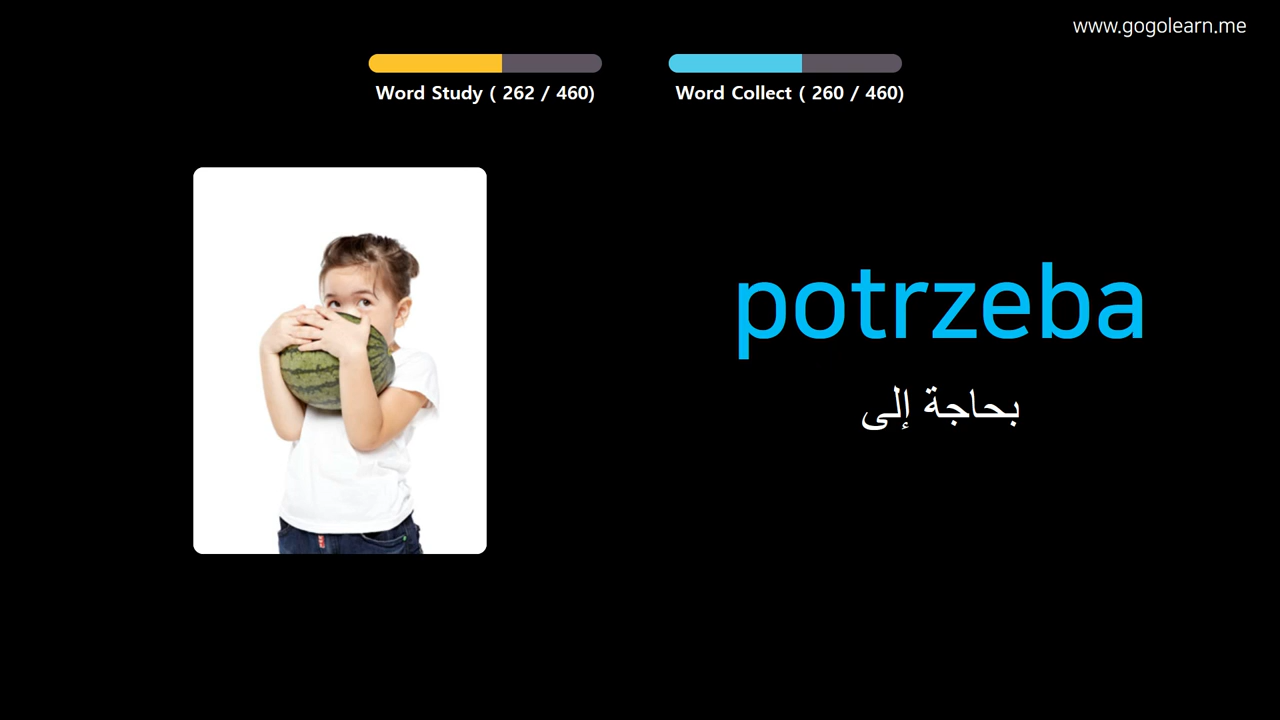 www.gogolearn.me
Word Study ( 262 / 460)
Word Collect ( 260 / 460)
potrzeba
بحاجة إلى